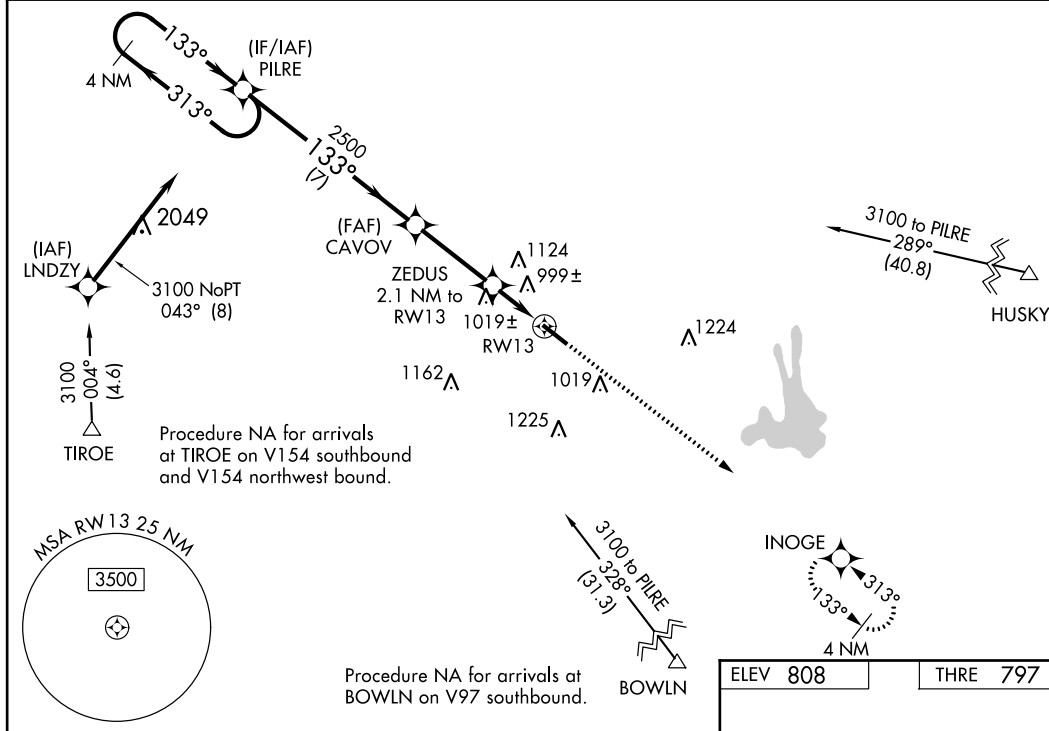 133°
4 NM
313°
(IF/IAF)
PILRE
2500
133°
(7)
(FAF)
CAVOV
2049
(IAF)
LNDZY
3100 NoPT
043° (8)
3100
004°
(4.6)
TIROE
ZEDUS
2.1 NM to
RW13
1124
999±
1019±
RW13
1224
1162
1019
1225
3100 to PILRE
289°
(40.8)
HUSKY
Procedure NA for arrivals
at TIROE on V154 southbound
and V154 northwest bound.
MSA RW13 25 NM
3500
3100 to PILRE
328°
(31.3)
BOWLN
Procedure NA for arrivals at
BOWLN on V97 southbound.
INOGE
313°
133°
4 NM
ELEV 808
THRE 797